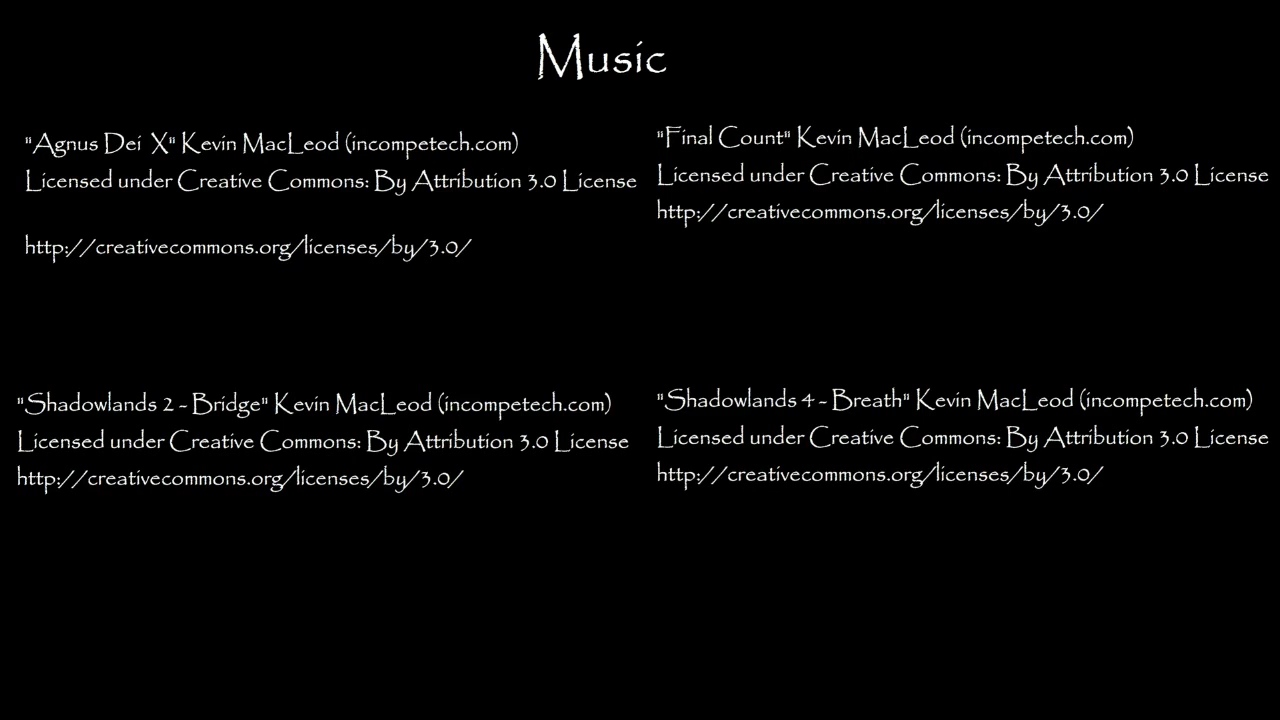 Music
"Agnus Dei X" Kevin MacLeod (incompetech.com)
Licensed under Creative Commons: By Attribution 3.0 License
http://creativecommons.org/licenses/by/3.0/
"Final Count" Kevin MacLeod (incompetech.com)
Licensed under Creative Commons: By Attribution 3.0 License
http://creativecommons.org/licenses/by/3.0/
"Shadowlands 2 - Bridge" Kevin MacLeod (incompetech.com)
Licensed under Creative Commons: By Attribution 3.0 License
http://creativecommons.org/licenses/by/3.0/
"Shadowlands 4 - Breath" Kevin MacLeod (incompetech.com)
Licensed under Creative Commons: By Attribution 3.0 License
http://creativecommons.org/licenses/by/3.0/